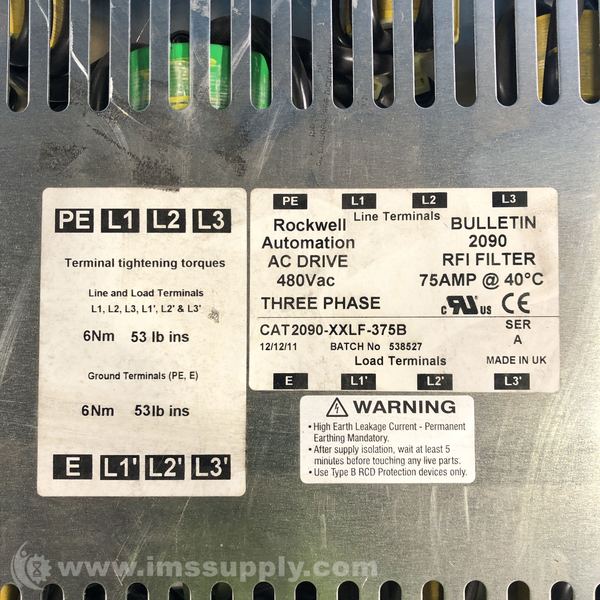 PE L1 L2 L3
Terminal tightening torques
Line and Load Terminals
L1, L2, L3, L1', L2' & L3'
6Nm 53 lb ins
Ground Terminals (PE, E)
6Nm 53lb ins
E L1' L2' L3'
PE L1 L2 L3
Line Terminals
Rockwell
Automation
AC DRIVE
480Vac
THREE PHASE
BULLETIN
2090
RFI FILTER
75AMP @ 40°C
c RU us CE
CAT2090-XXLF-375B
SER
A
12/12/11 BATCH No 538527
Load Terminals
MADE IN UK
E L1' L2' L3'
WARNING
• High Earth Leakage Current - Permanent
Earthing Mandatory.
• After supply isolation, wait at least 5
minutes before touching any live parts.
• Use Type B RCD Protection devices only.
www.imssupply.com